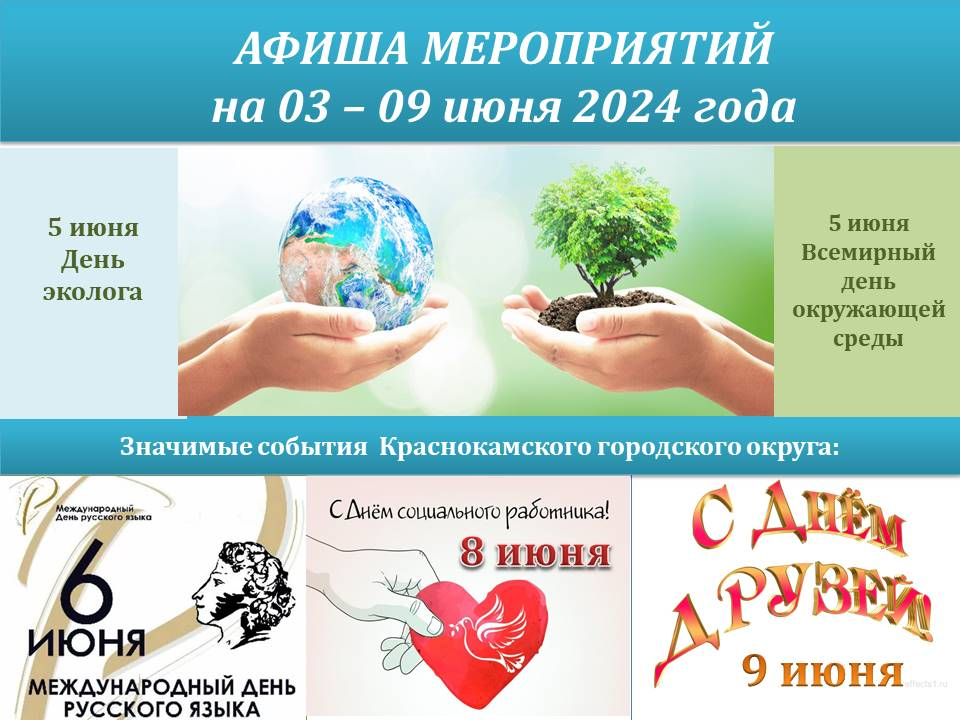 АФИША МЕРОПРИЯТИЙ
на 03 – 09 июня 2024 года
5 июня
День
эколога
5 июня
Всемирный
день
окружающей
среды
Значимые события Краснокамского городского округа:
Международный
День русского языка
6
ИЮНЯ
МЕЖДУНАРОДНЫЙ ДЕНЬ
РУССКОГО ЯЗЫКА
С Днём социального работника!
8 июня
С ДНЁМ
ДРУЗЕЙ!
9 июня
effects1.ru